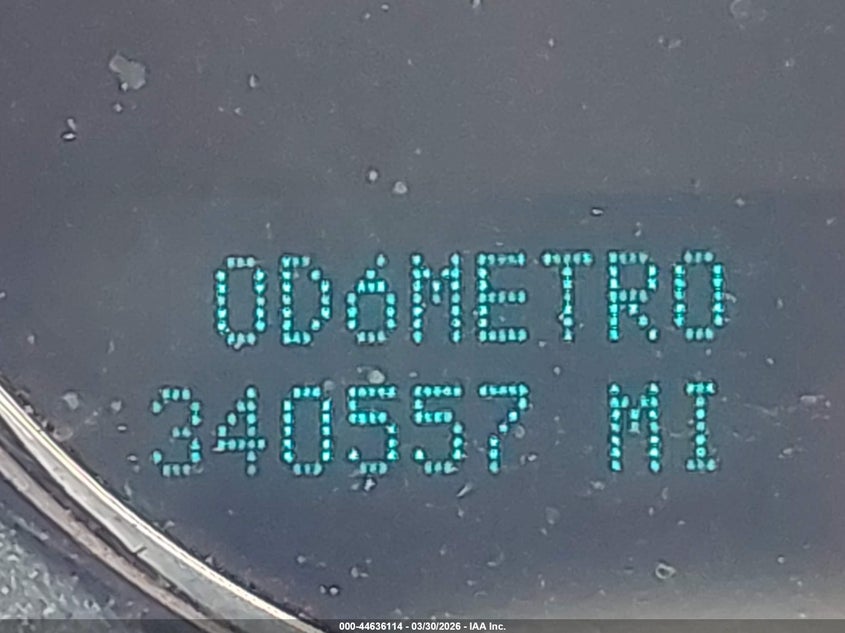 ODóMETRO
340557 MI
000-44636114 - 03/30/2026 - IAA Inc.